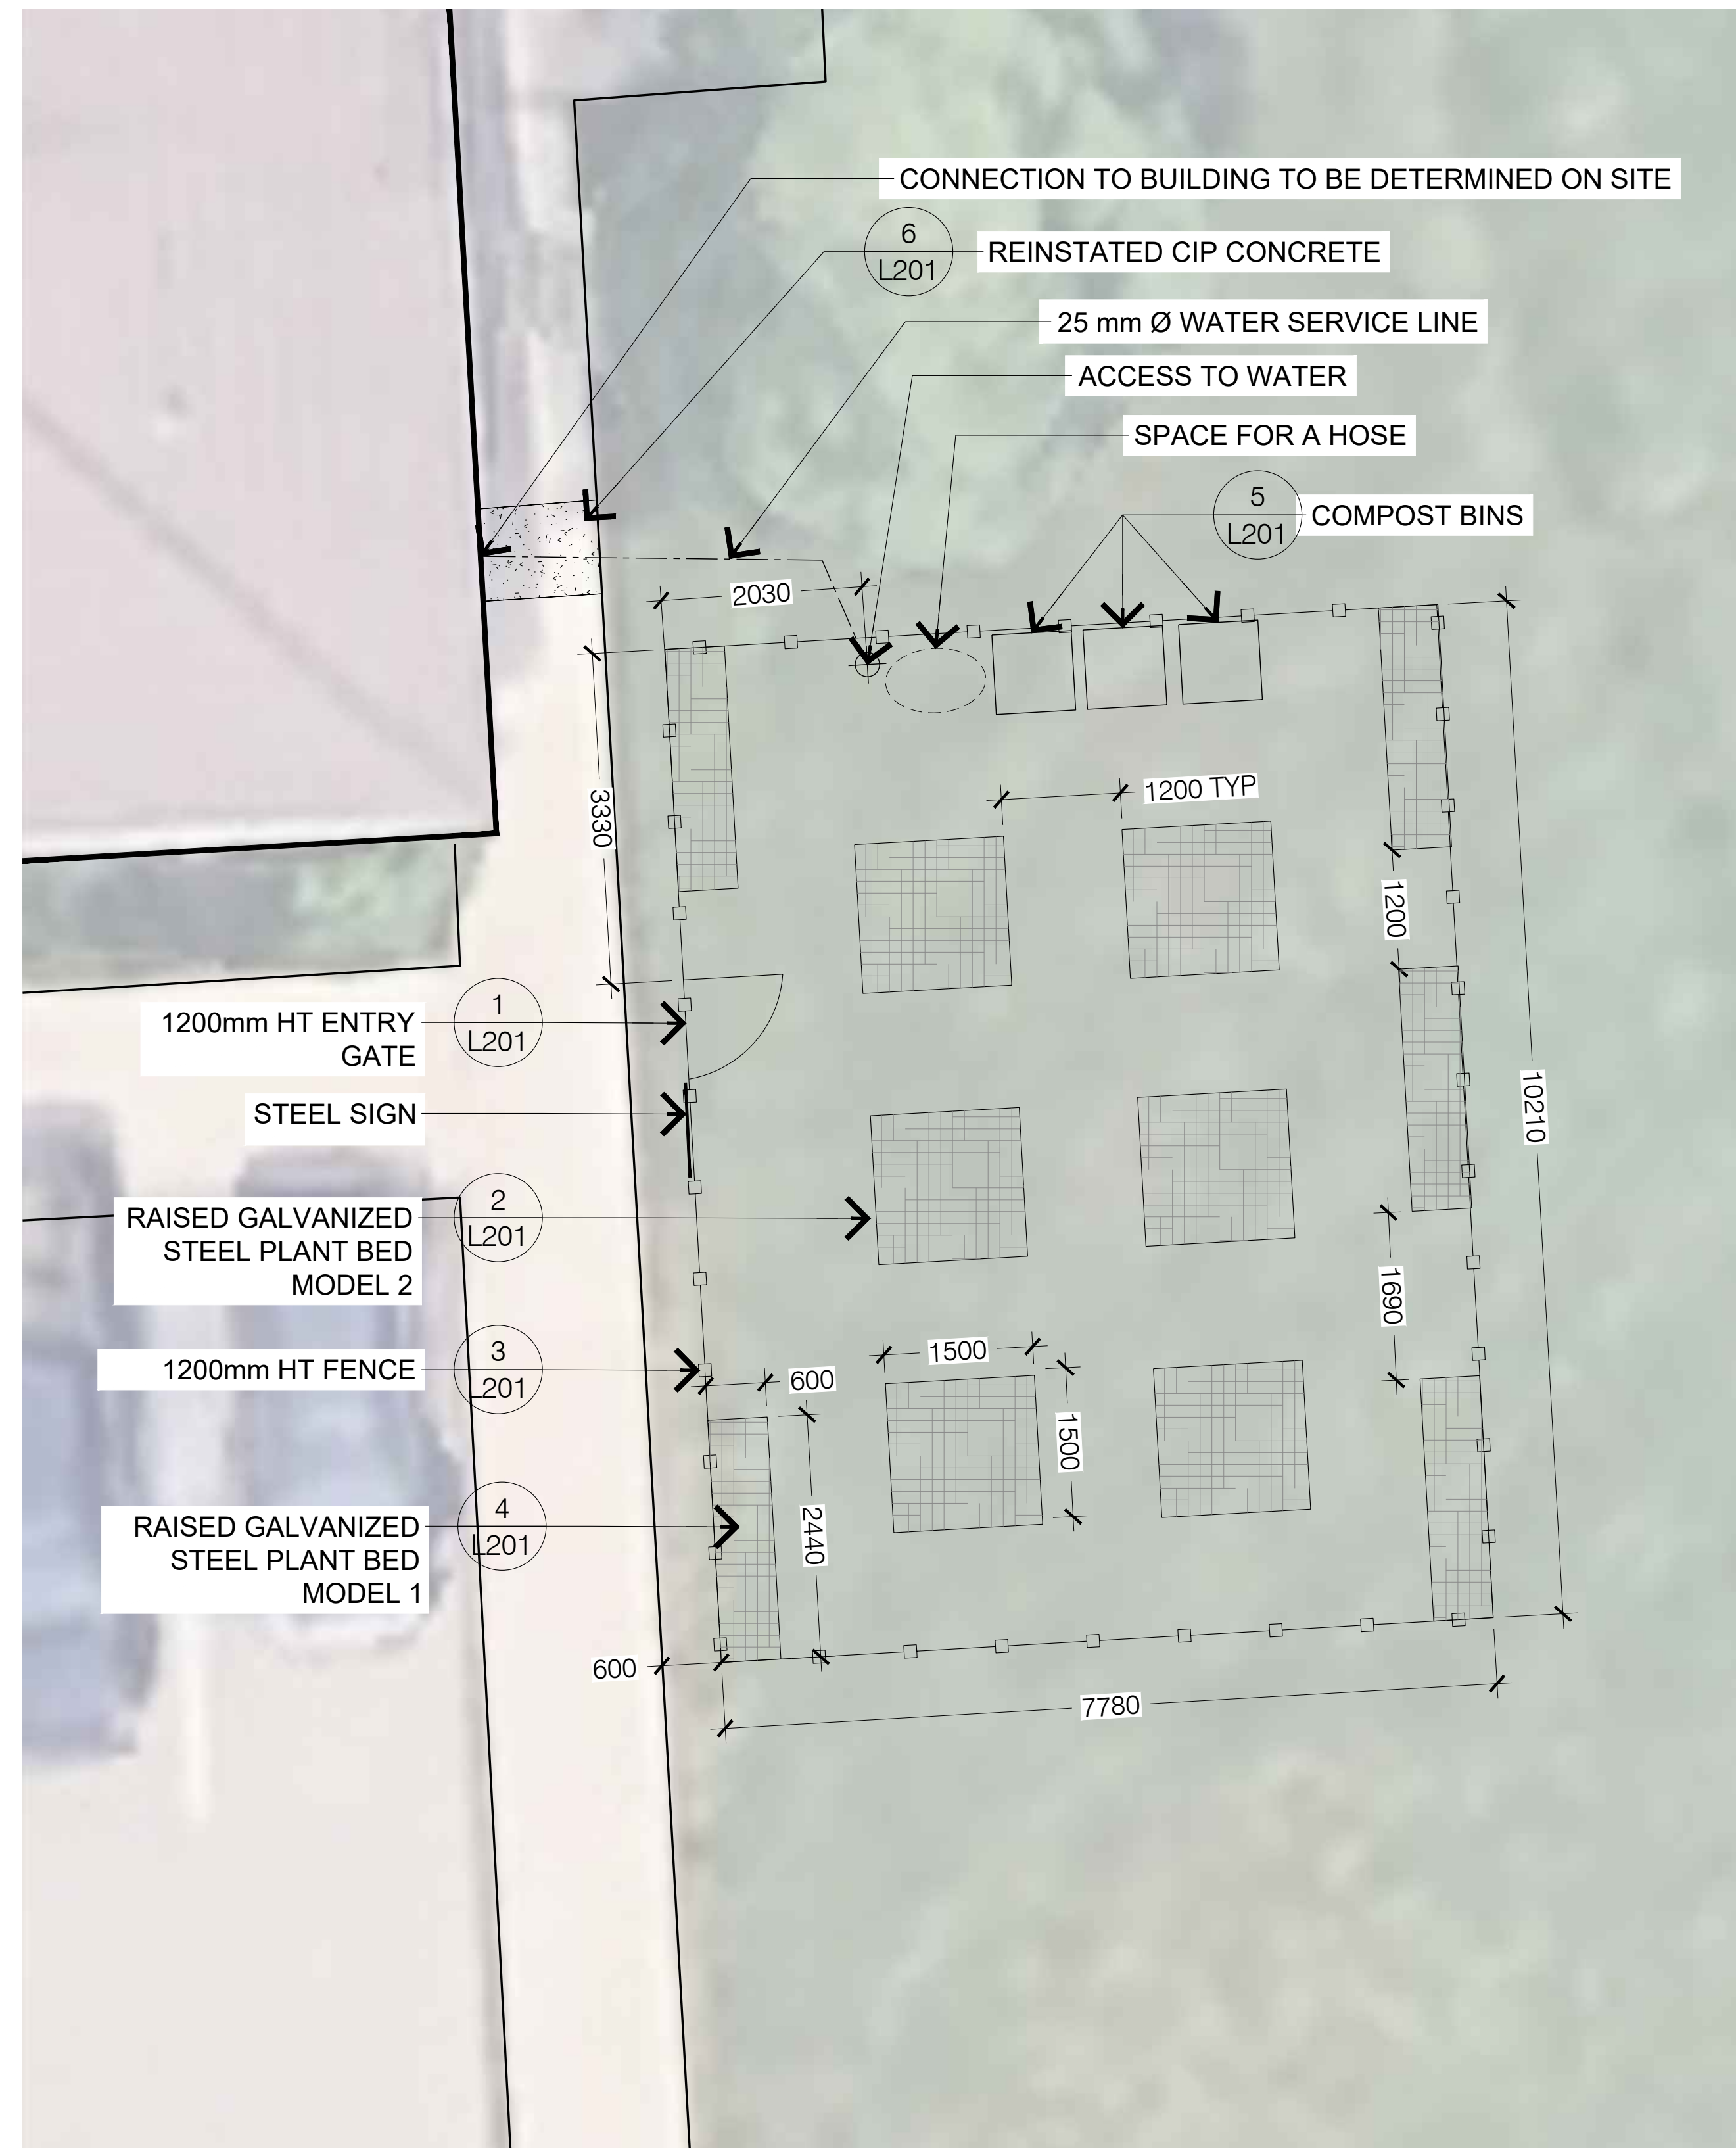 CONNECTION TO BUILDING TO BE DETERMINED ON SITE
6
L201
REINSTATED CIP CONCRETE
25 mm Ø WATER SERVICE LINE
ACCESS TO WATER
SPACE FOR A HOSE
5
L201
COMPOST BINS
2030
3330
1200 TYP
1200
1200mm HT ENTRY
GATE
1
L201
STEEL SIGN
10210
RAISED GALVANIZED
STEEL PLANT BED
MODEL 2
2
L201
1690
1200mm HT FENCE
3
L201
1500
600
1500
RAISED GALVANIZED
STEEL PLANT BED
MODEL 1
4
L201
2440
600
7780